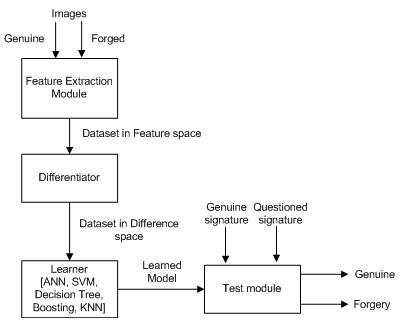 Images
Genuine
Forged
Feature Extraction
Module
Dataset in Feature space
Differentiator
Dataset in Difference
space
Genuine
signature
Questioned
signature
Learner
[ANN, SVM,
Decision Tree,
Boosting, KNN]
Learned
Model
Test module
Genuine
Forgery